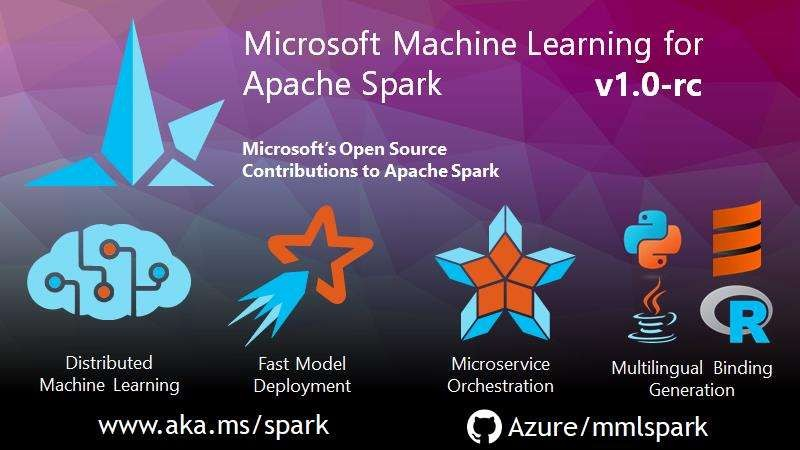 Microsoft Machine Learning for
Apache Spark v1.0-rc
Microsoft's Open Source
Contributions to Apache Spark
R
Distributed
Machine Learning
Fast Model
Deployment
Microservice
Orchestration
Multilingual Binding
Generation
www.aka.ms/spark
Azure/mmlspark